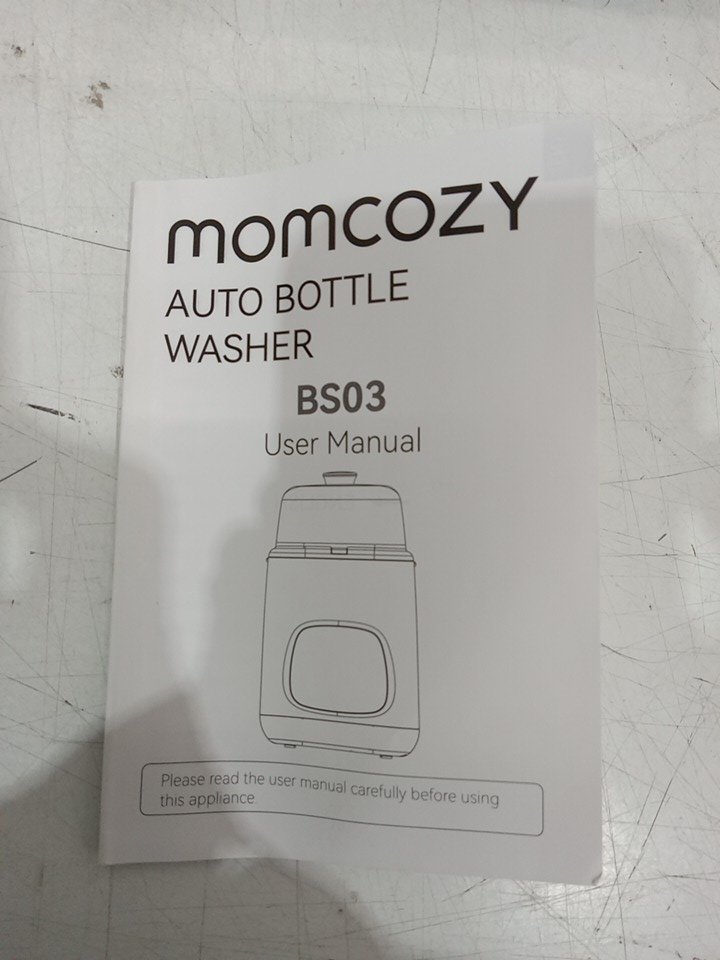 momcozy
AUTO BOTTLE
WASHER
BS03
User Manual
Please read the user manual carefully before using
this appliance.